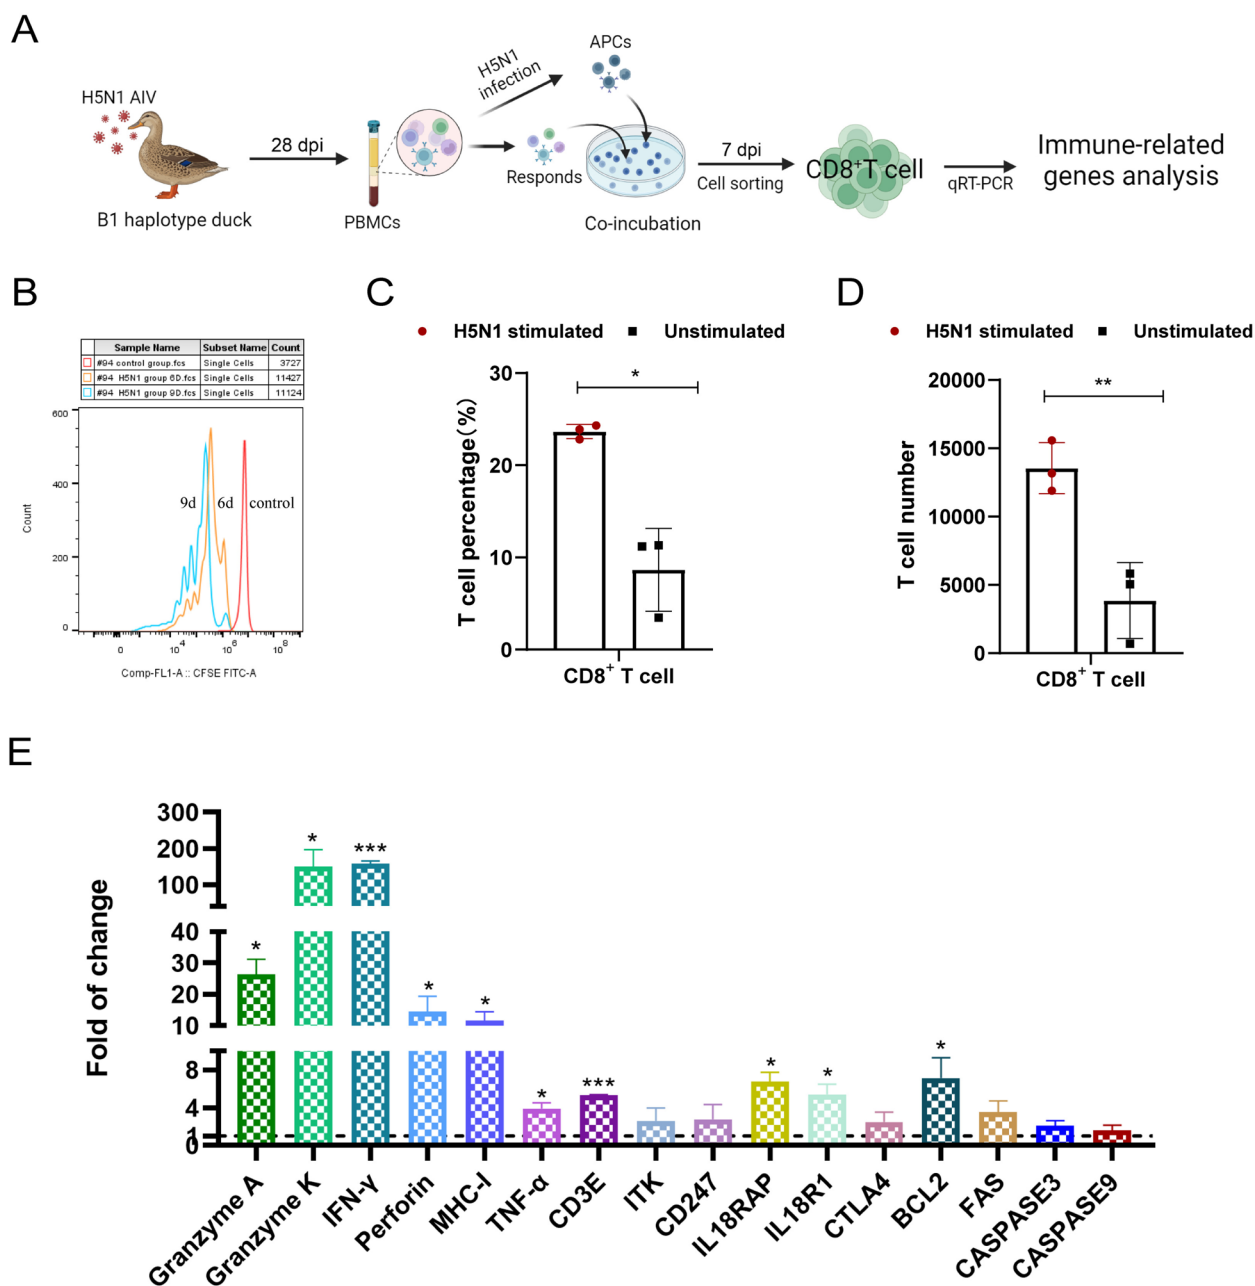 A
H5N1 AIV
B1 haplotype duck
28 dpi
PBMCs
H5N1
infection
APCs
Responds
Co-incubation
7 dpi
Cell sorting
CD8⁺T cell
qRT-PCR
Immune-related
genes analysis
B
Sample Name Subset Name Count
#94 control group.fcs Single Cells 3727
#94 H5N1 group 6D.fcs Single Cells 11427
#94 H5N1 group 9D.fcs Single Cells 11124
600
400
200
0
Count
9d 6d control
0 10⁴ 10⁶ 10⁸
Comp-FL1-A :: CFSE FITC-A
C
H5N1 stimulated Unstimulated
T cell percentage(%)
30
20
10
0
*
CD8⁺ T cell
D
H5N1 stimulated Unstimulated
T cell number
20000
15000
10000
5000
0
**
CD8⁺ T cell
E
Fold of change
300
200
100
40
30
20
10
8
4
1
0
* * *** * * * *** * * *
Granzyme A
Granzyme K
IFN-γ
Perforin
MHC-I
TNF-α
CD3E
ITK
CD247
IL18RAP
IL18R1
CTLA4
BCL2
FAS
CASPASE3
CASPASE9